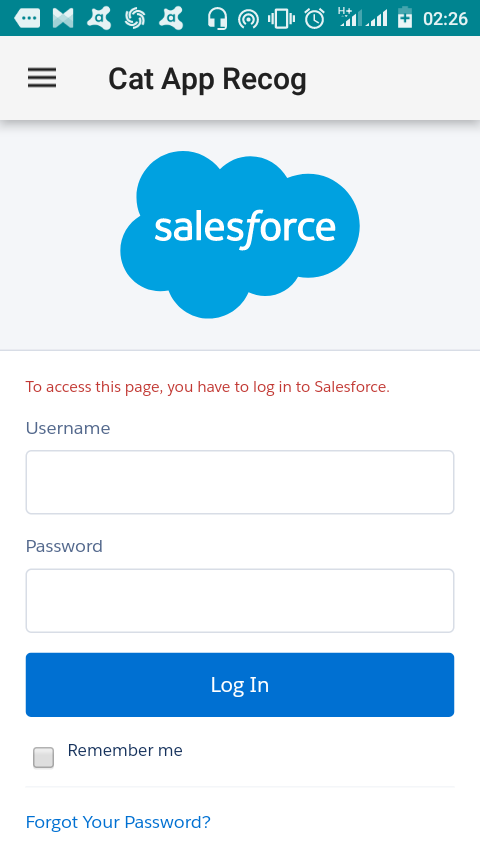 H+ 02:26
Cat App Recog
salesforce
To access this page, you have to log in to Salesforce.
Username
Password
Log In
Remember me
Forgot Your Password?